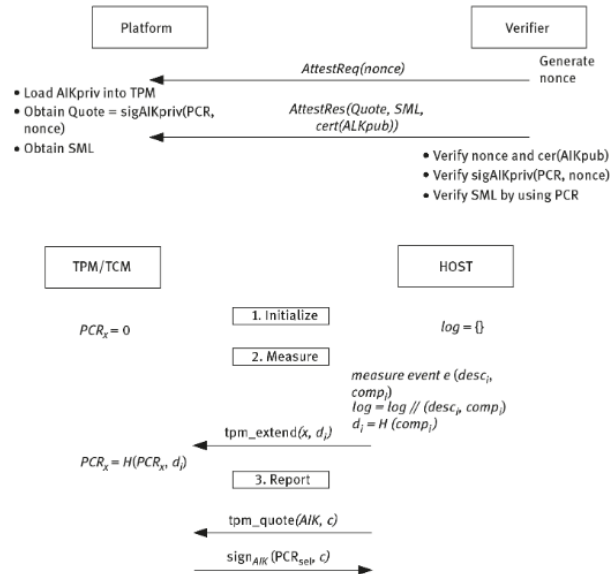 Platform
Verifier
Generate
nonce
AttestReq(nonce)
• Load AIKpriv into TPM
• Obtain Quote = sigAIKpriv(PCR,
nonce)
• Obtain SML
AttestRes(Quote, SML,
cert(ALKpub))
• Verify nonce and cer(AIKpub)
• Verify sigAIKpriv(PCR, nonce)
• Verify SML by using PCR
TPM/TCM
HOST
1. Initialize
PCRx = 0
log = {}
2. Measure
measure event e (desci,
compi)
log = log // (desci, compi)
di = H (compi)
tpm_extend(x, di)
PCRx = H(PCRx, di)
3. Report
tpm_quote(AIK, c)
signAIK (PCRsel, c)